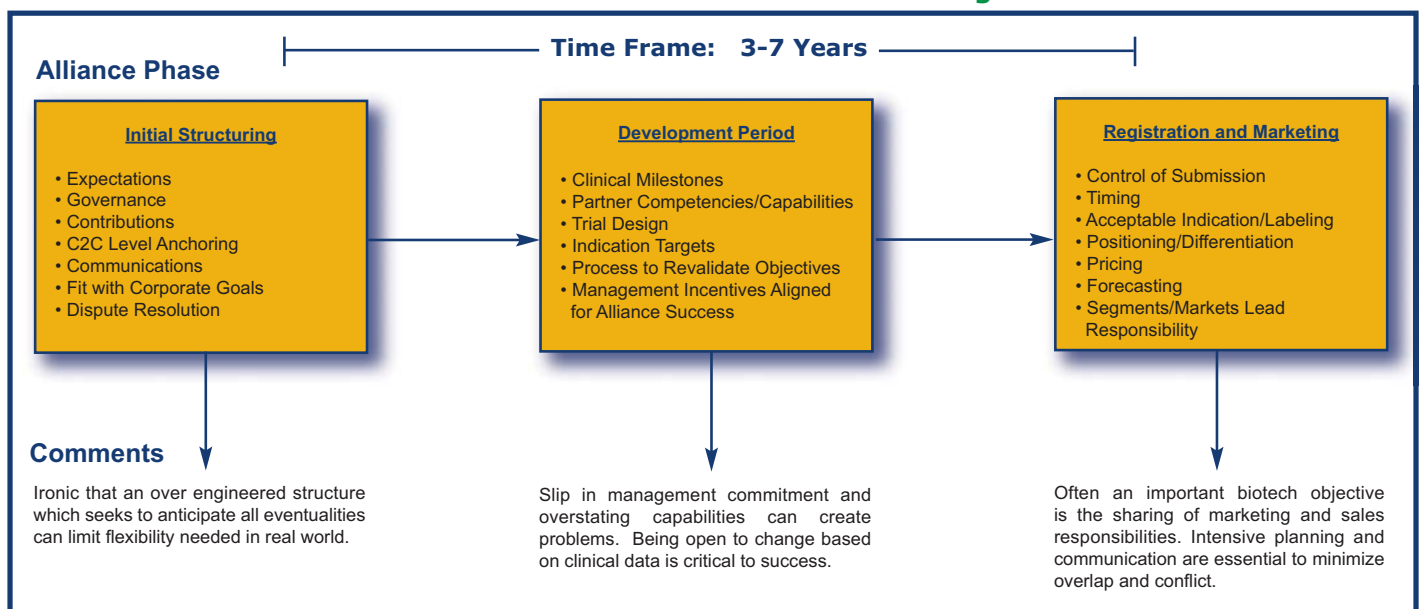 Time Frame: 3-7 Years
Alliance Phase
Initial Structuring
• Expectations
• Governance
• Contributions
• C2C Level Anchoring
• Communications
• Fit with Corporate Goals
• Dispute Resolution
Development Period
• Clinical Milestones
• Partner Competencies/Capabilities
• Trial Design
• Indication Targets
• Process to Revalidate Objectives
• Management Incentives Aligned
for Alliance Success
Registration and Marketing
• Control of Submission
• Timing
• Acceptable Indication/Labeling
• Positioning/Differentiation
• Pricing
• Forecasting
• Segments/Markets Lead
Responsibility
Comments
Ironic that an over engineered structure
which seeks to anticipate all eventualities
can limit flexibility needed in real world.
Slip in management commitment and
overstating capabilities can create
problems. Being open to change based
on clinical data is critical to success.
Often an important biotech objective
is the sharing of marketing and sales
responsibilities. Intensive planning and
communication are essential to minimize
overlap and conflict.